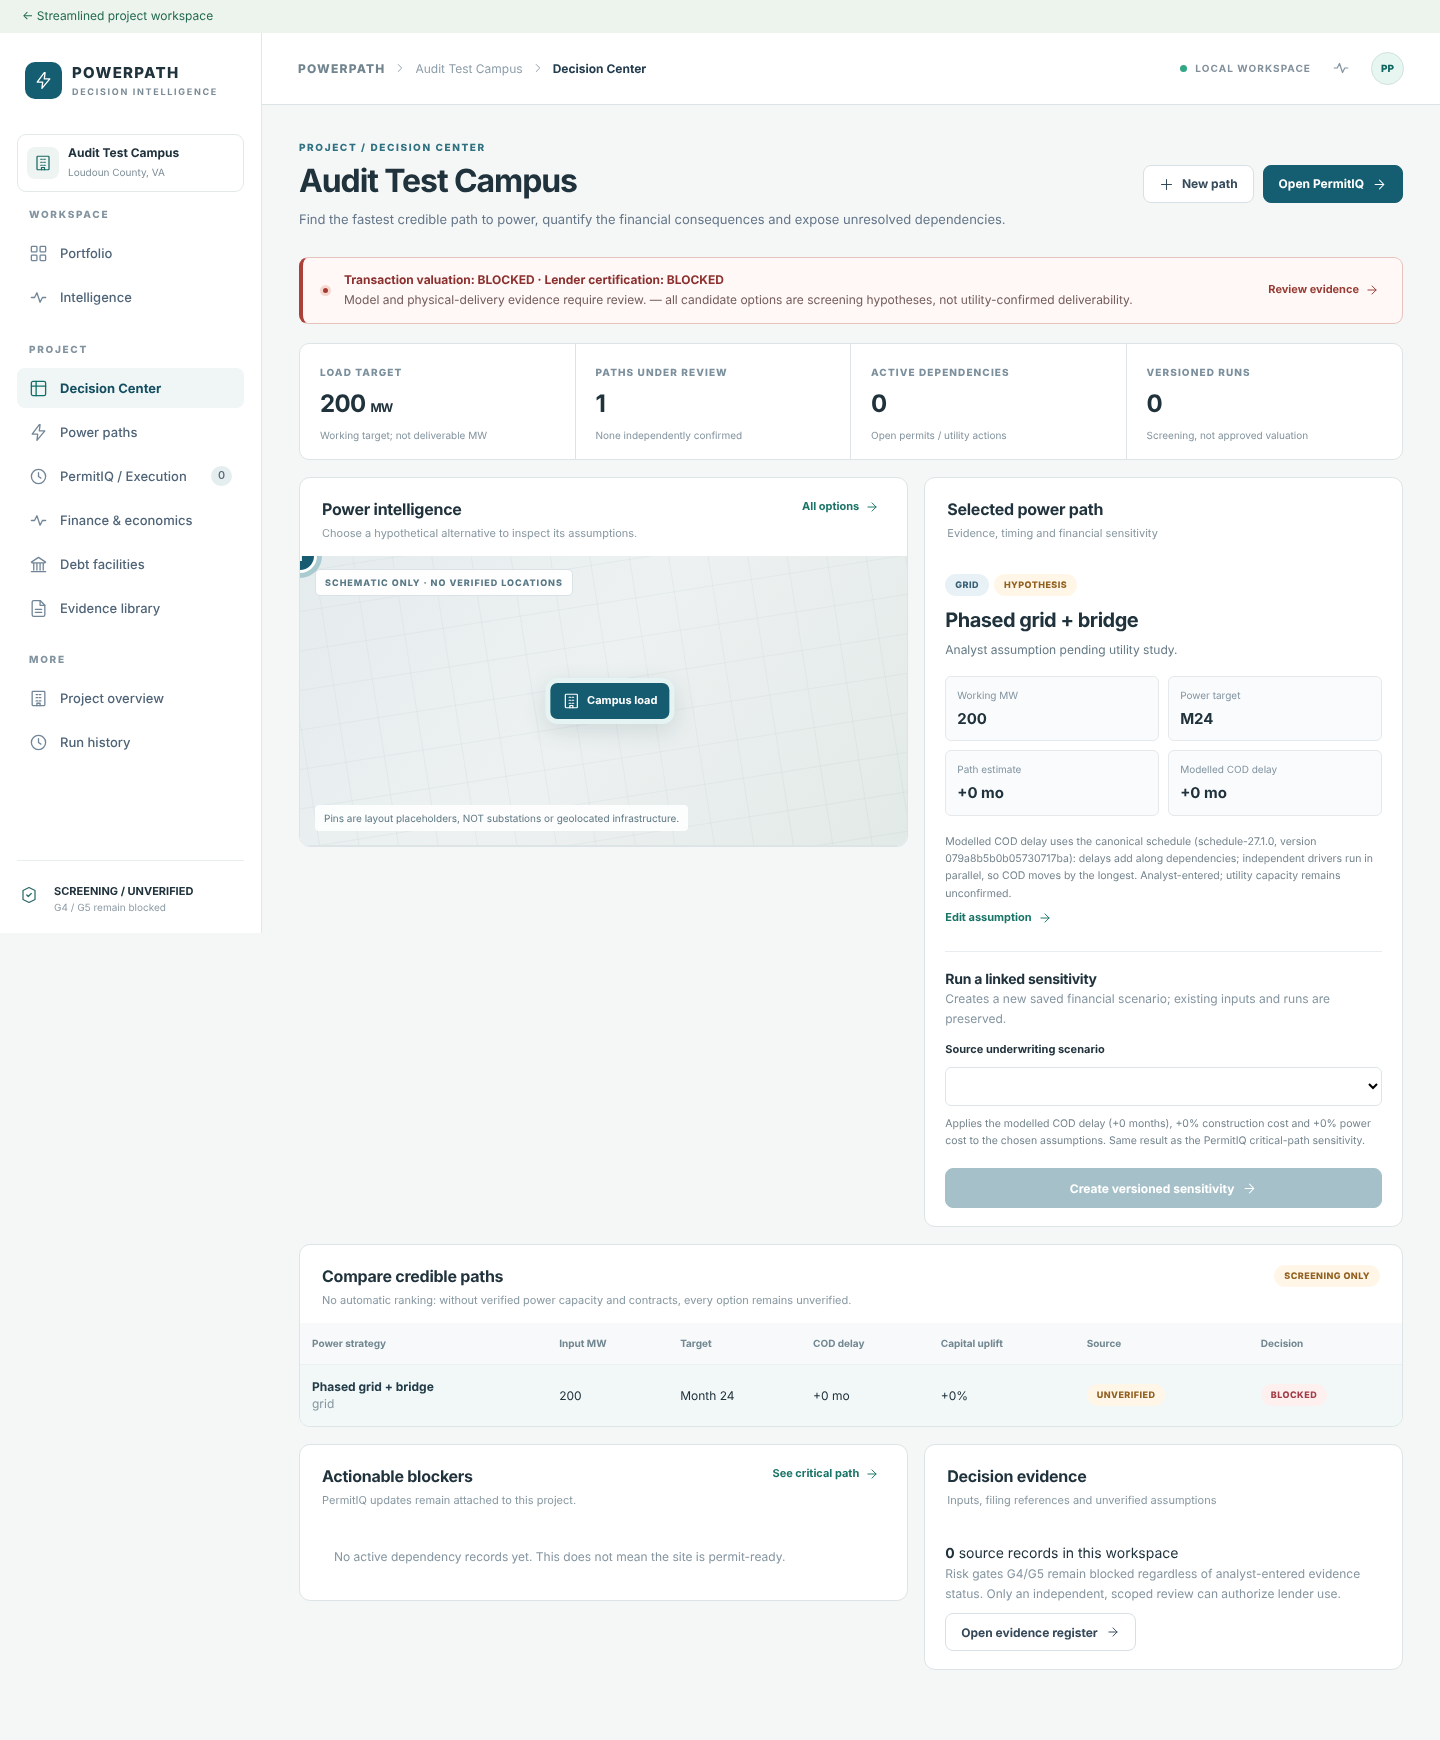 ← Streamlined project workspace
POWERPATH
DECISION INTELLIGENCE
Audit Test Campus
Loudoun County, VA
WORKSPACE
Portfolio
Intelligence
PROJECT
Decision Center
Power paths
PermitIQ / Execution 0
Finance & economics
Debt facilities
Evidence library
MORE
Project overview
Run history
SCREENING / UNVERIFIED
G4 / G5 remain blocked
POWERPATH > Audit Test Campus > Decision Center
LOCAL WORKSPACE
PP
PROJECT / DECISION CENTER
Audit Test Campus
Find the fastest credible path to power, quantify the financial consequences and expose unresolved dependencies.
New path
Open PermitIQ →
Transaction valuation: BLOCKED · Lender certification: BLOCKED
Model and physical-delivery evidence require review. — all candidate options are screening hypotheses, not utility-confirmed deliverability.
Review evidence →
LOAD TARGET
200 MW
Working target; not deliverable MW
PATHS UNDER REVIEW
1
None independently confirmed
ACTIVE DEPENDENCIES
0
Open permits / utility actions
VERSIONED RUNS
0
Screening, not approved valuation
Power intelligence
Choose a hypothetical alternative to inspect its assumptions.
All options →
SCHEMATIC ONLY · NO VERIFIED LOCATIONS
Campus load
Pins are layout placeholders, NOT substations or geolocated infrastructure.
Selected power path
Evidence, timing and financial sensitivity
GRID
HYPOTHESIS
Phased grid + bridge
Analyst assumption pending utility study.
Working MW
200
Power target
M24
Path estimate
+0 mo
Modelled COD delay
+0 mo
Modelled COD delay uses the canonical schedule (schedule-27.1.0, version
079a8b5b0b05730717ba): delays add along dependencies; independent drivers run in
parallel, so COD moves by the longest. Analyst-entered; utility capacity remains
unconfirmed.
Edit assumption →
Run a linked sensitivity
Creates a new saved financial scenario; existing inputs and runs are
preserved.
Source underwriting scenario
Applies the modelled COD delay (+0 months), +0% construction cost and +0% power
cost to the chosen assumptions. Same result as the PermitIQ critical-path sensitivity.
Create versioned sensitivity →
Compare credible paths
No automatic ranking: without verified power capacity and contracts, every option remains unverified.
SCREENING ONLY
Power strategy Input MW Target COD delay Capital uplift Source Decision
Phased grid + bridge 200 Month 24 +0 mo +0% UNVERIFIED BLOCKED
grid
Actionable blockers
PermitIQ updates remain attached to this project.
See critical path →
No active dependency records yet. This does not mean the site is permit-ready.
Decision evidence
Inputs, filing references and unverified assumptions
0 source records in this workspace
Risk gates G4/G5 remain blocked regardless of analyst-entered evidence
status. Only an independent, scoped review can authorize lender use.
Open evidence register →